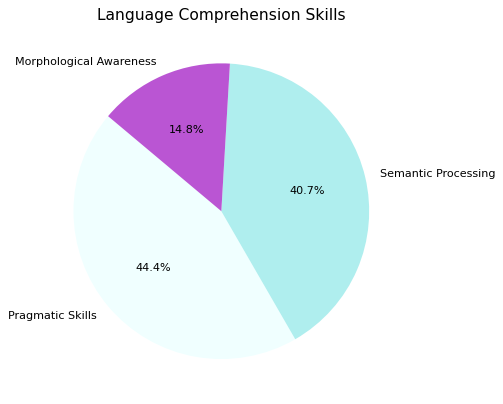 Language Comprehension Skills
Morphological Awareness
14.8%
Semantic Processing
40.7%
44.4%
Pragmatic Skills